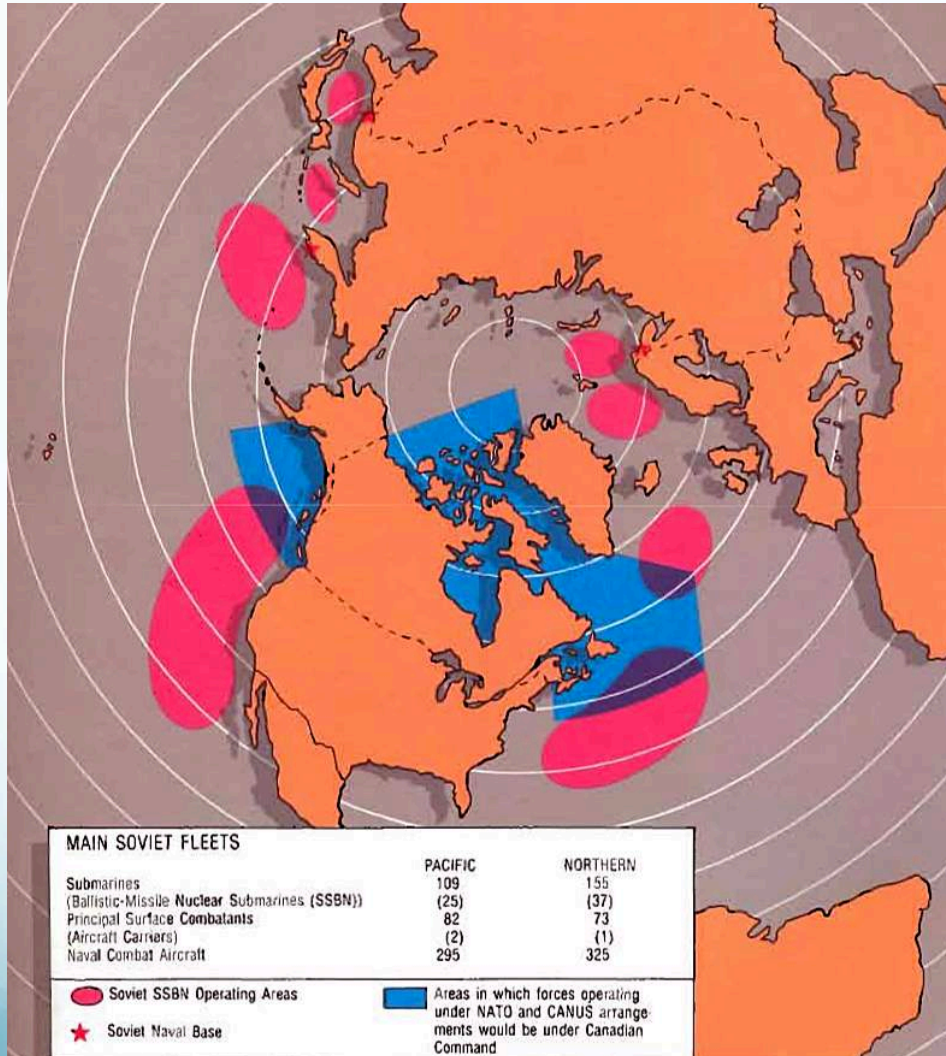 MAIN SOVIET FLEETS
PACIFIC NORTHERN
Submarines 109 155
(Ballistic-Missile Nuclear Submarines (SSBN)) (25) (37)
Principal Surface Combatants 82 73
(Aircraft Carriers) (2) (1)
Naval Combat Aircraft 295 325
Soviet SSBN Operating Areas
Soviet Naval Base
Areas in which forces operating
under NATO and CANUS arrange-
ments would be under Canadian
Command